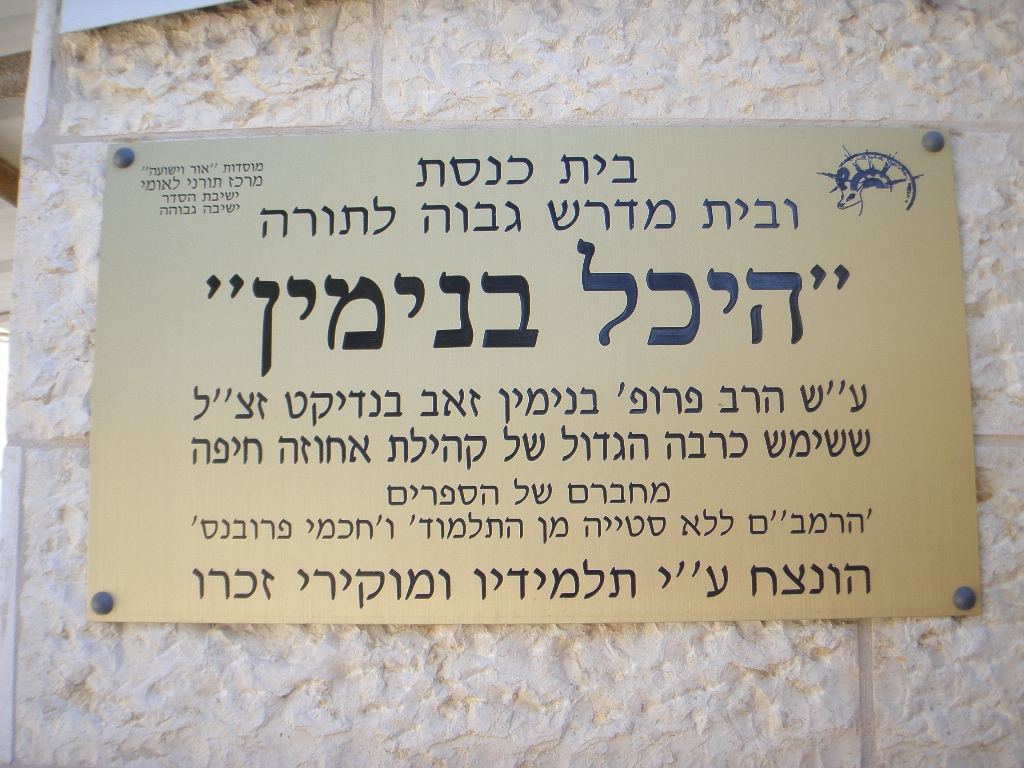 מוסדות "אור וישועה"
מרכז תורני לאומי
ישיבת הסדר
ישיבה גבוהה
בית כנסת
ובית מדרש גבוה לתורה
"היכל בנימין"
ע"ש הרב פרופ' בנימין זאב בנדיקט זצ"ל
ששימש כרבה הגדול של קהילת אחוזה חיפה
מחברם של הספרים
'הרמב"ם ללא סטייה מן התלמוד' ו'חכמי פרובנס'
הונצח ע"י תלמידיו ומוקירי זכרו